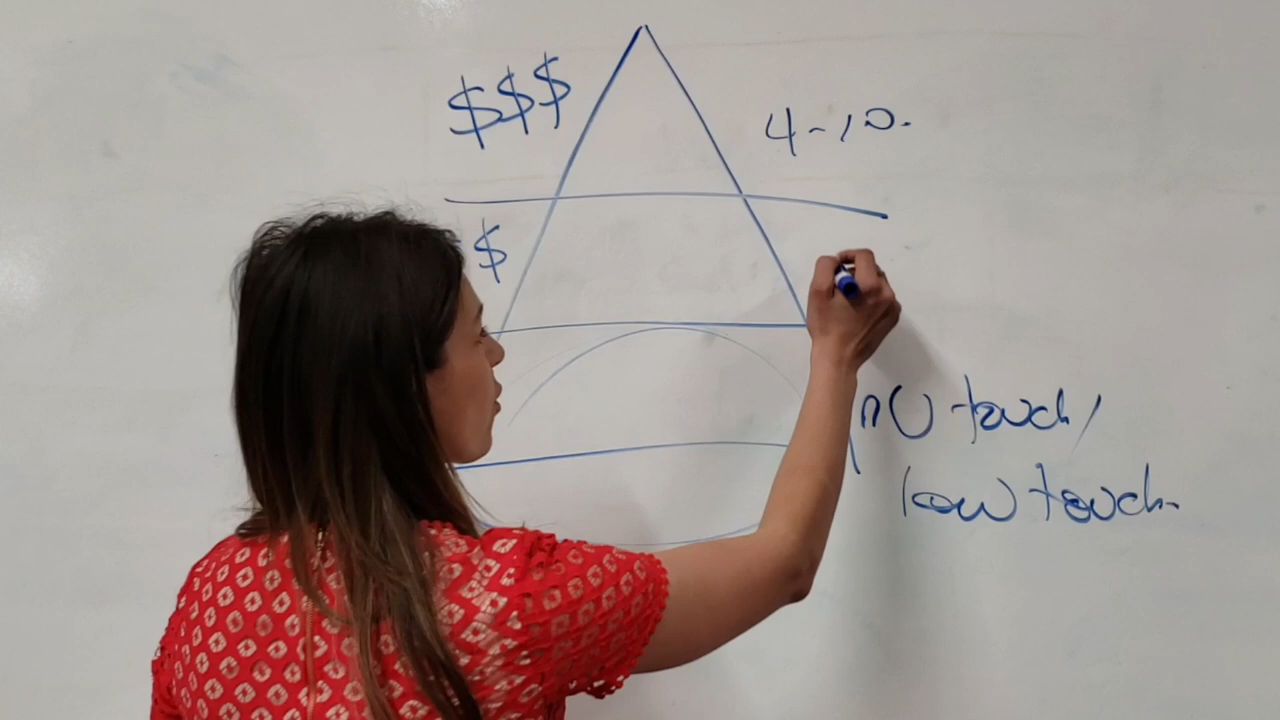 $$$
4-10.
$
no touch/
low touch.